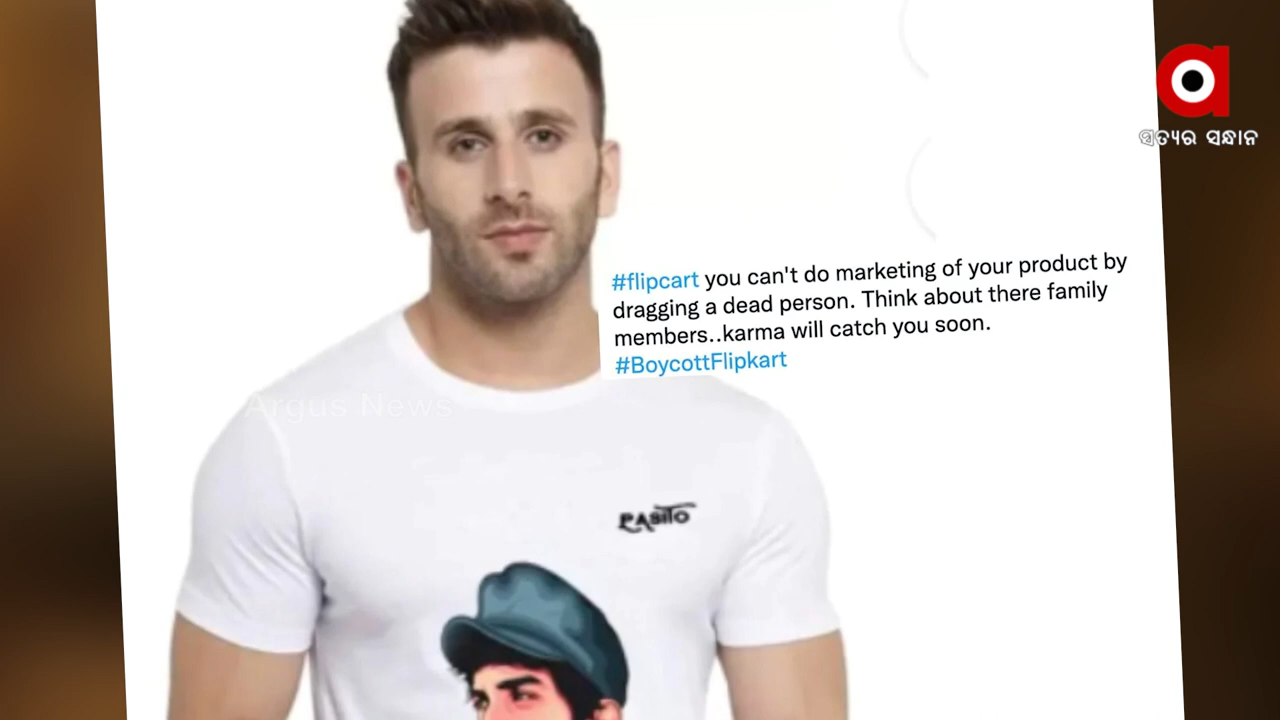 ସତ୍ୟର ସନ୍ଧାନ
#flipcart you can't do marketing of your product by
dragging a dead person. Think about there family
members..karma will catch you soon.
#BoycottFlipkart
Argus News
PASITO